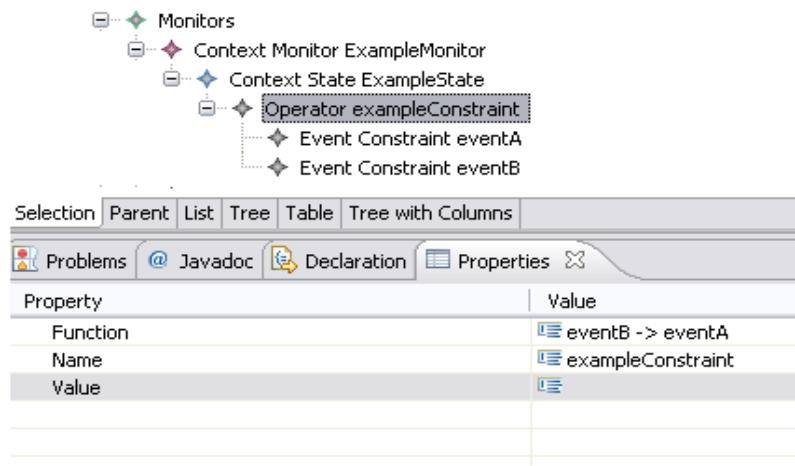 Monitors
Context Monitor ExampleMonitor
Context State ExampleState
Operator exampleConstraint
Event Constraint eventA
Event Constraint eventB
Selection Parent List Tree Table Tree with Columns
Problems @ Javadoc Declaration Properties
Property Value
Function eventB -> eventA
Name exampleConstraint
Value